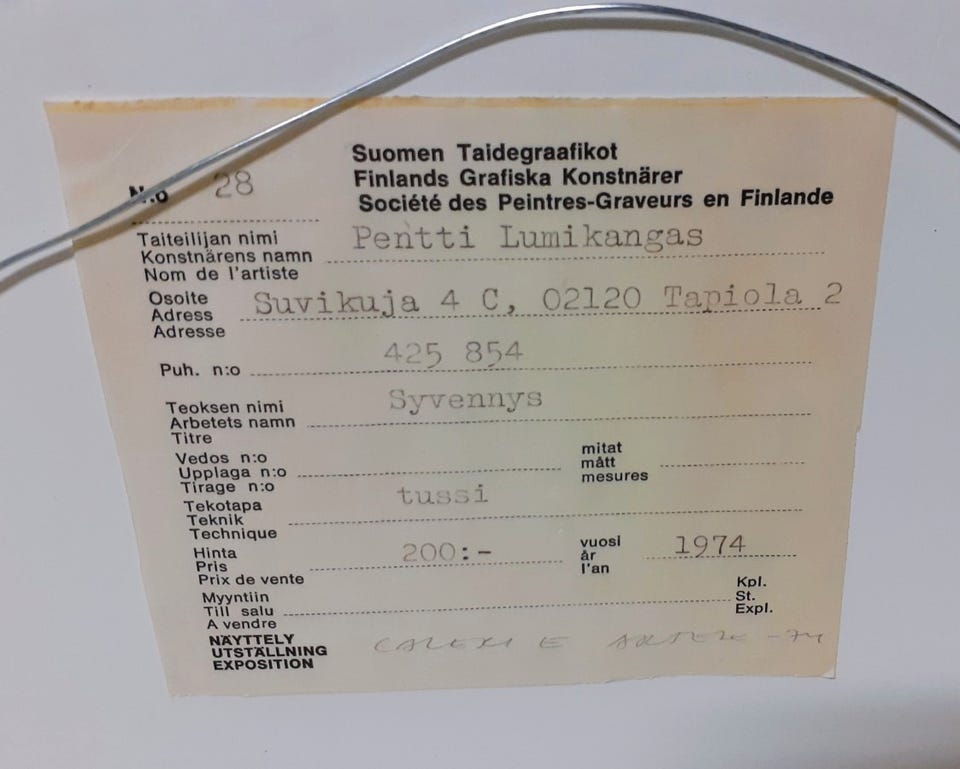 Suomen Taidegraafikot
Finlands Grafiska Konstnärer
Société des Peintres-Graveurs en Finlande
N:o 28
Taiteilijan nimi
Konstnärens namn
Nom de l'artiste
Pentti Lumikangas
Osoite
Adress
Adresse
Suvikuja 4 C, 02120 Tapiola 2
Puh. n:o 425 854
Teoksen nimi
Arbetets namn
Titre
Syvennys
Vedos n:o
Upplaga n:o
Tirage n:o
mitat
mått
mesures
Tekotapa
Teknik
Technique
tussi
Hinta
Pris
Prix de vente
200:-
vuosi
år
l'an
1974
Myyntiin
Till salu
A vendre
Kpl.
St.
Expl.
NÄYTTELY
UTSTÄLLNING
EXPOSITION
-74